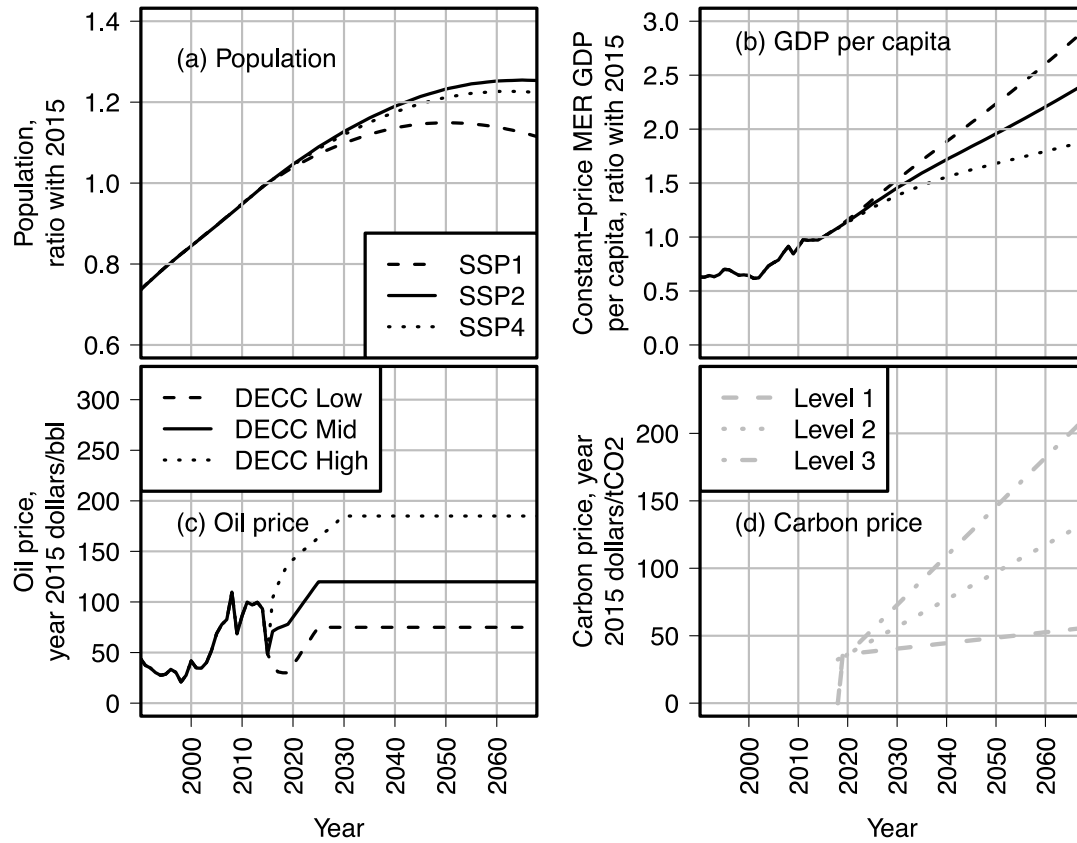 (a) Population
Population,
ratio with 2015
1.4
1.2
1.0
0.8
0.6
SSP1
SSP2
SSP4
(b) GDP per capita
Constant−price MER GDP
per capita, ratio with 2015
3.0
2.5
2.0
1.5
1.0
0.5
0.0
DECC Low
DECC Mid
DECC High
(c) Oil price
Oil price,
year 2015 dollars/bbl
300
250
200
150
100
50
0
2000
2010
2020
2030
2040
2050
2060
Year
Level 1
Level 2
Level 3
(d) Carbon price
Carbon price, year
2015 dollars/tCO2
200
150
100
50
0
2000
2010
2020
2030
2040
2050
2060
Year